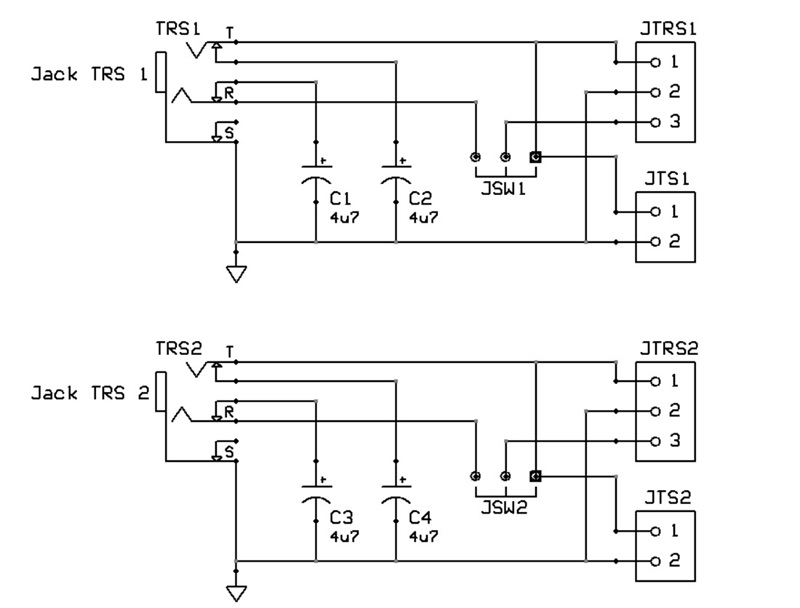 TRS1
T
JTRS1
Jack TRS 1
1
R
2
S
3
+
+
JSW1
JTS1
C1
C2
1
4u7
4u7
2
TRS2
T
JTRS2
Jack TRS 2
1
R
2
S
3
+
+
JSW2
JTS2
C3
C4
1
4u7
4u7
2